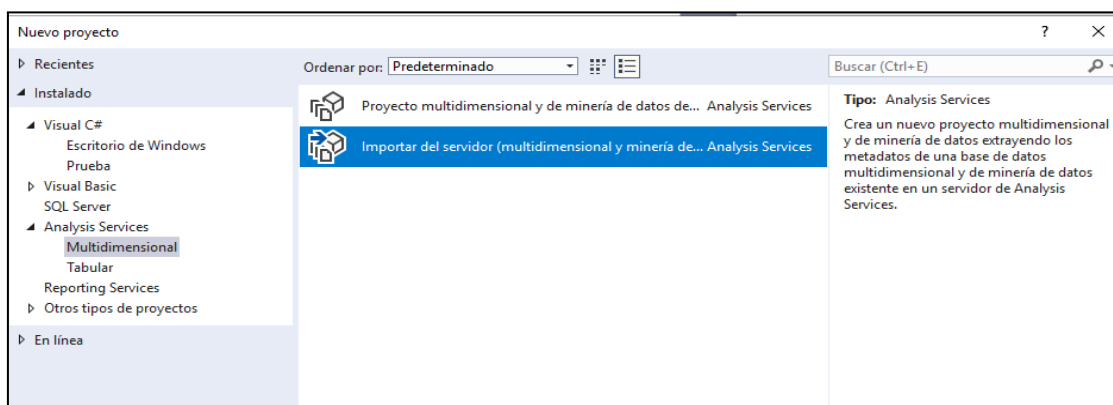 Nuevo proyecto
?
Recientes
Instalado
Visual C#
Escritorio de Windows
Prueba
Visual Basic
SQL Server
Analysis Services
Multidimensional
Tabular
Reporting Services
Otros tipos de proyectos
En línea
Ordenar por: Predeterminado
Proyecto multidimensional y de minería de datos de... Analysis Services
Importar del servidor (multidimensional y minería de... Analysis Services
Buscar (Ctrl+E)
Tipo: Analysis Services
Crea un nuevo proyecto multidimensional
y de minería de datos extrayendo los
metadatos de una base de datos
multidimensional y de minería de datos
existente en un servidor de Analysis
Services.